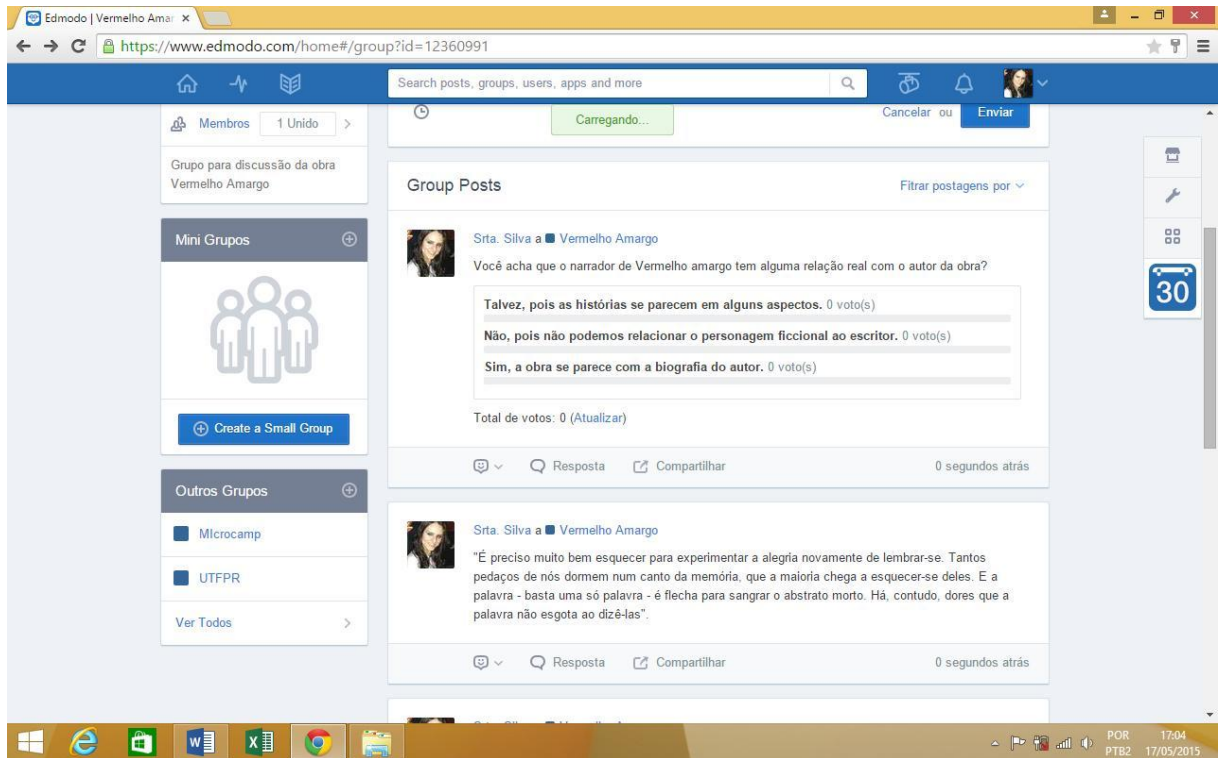 Edmodo | Vermelho Amar
https://www.edmodo.com/home#/group?id=12360991
Search posts, groups, users, apps and more
Membros 1 Unido
Grupo para discussão da obra
Vermelho Amargo
Mini Grupos
Create a Small Group
Outros Grupos
MIcrocamp
UTFPR
Ver Todos
Carregando...
Cancelar ou Enviar
Group Posts
Fitrar postagens por
Srta. Silva a Vermelho Amargo
Você acha que o narrador de Vermelho amargo tem alguma relação real com o autor da obra?
Talvez, pois as histórias se parecem em alguns aspectos. 0 voto(s)
Não, pois não podemos relacionar o personagem ficcional ao escritor. 0 voto(s)
Sim, a obra se parece com a biografia do autor. 0 voto(s)
Total de votos: 0 (Atualizar)
Resposta Compartilhar 0 segundos atrás
Srta. Silva a Vermelho Amargo
"É preciso muito bem esquecer para experimentar a alegria novamente de lembrar-se. Tantos
pedaços de nós dormem num canto da memória, que a maioria chega a esquecer-se deles. E a
palavra - basta uma só palavra - é flecha para sangrar o abstrato morto. Há, contudo, dores que a
palavra não esgota ao dizê-las".
Resposta Compartilhar 0 segundos atrás
30
POR 17:04
PTB2 17/05/2015